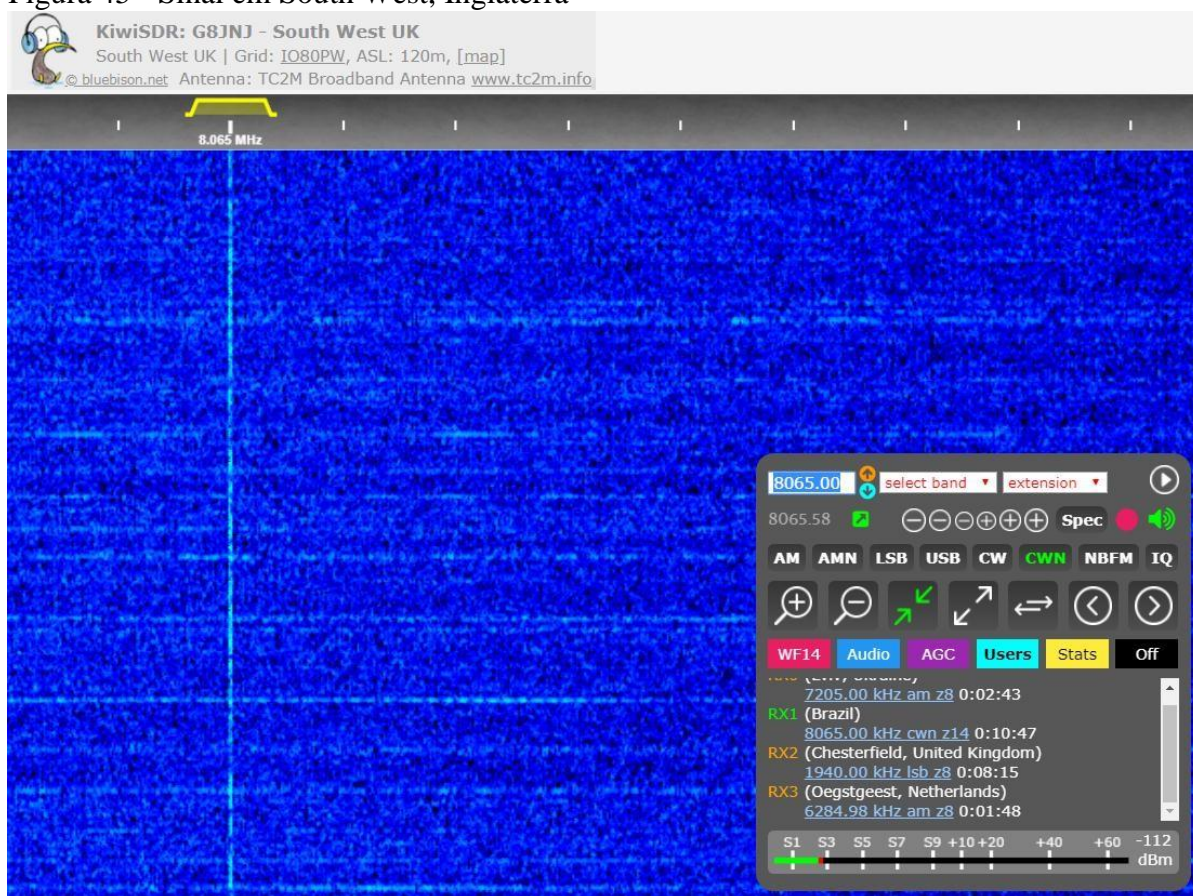 Figura 45 - Sinal em South West, Inglaterra
KiwiSDR: G8JNJ - South West UK
South West UK | Grid: IO80PW, ASL: 120m, [map]
© bluebison.net Antenna: TC2M Broadband Antenna www.tc2m.info
8.065 MHz
8065.00 select band extension
8065.58 Spec
AM AMN LSB USB CW CWN NBFM IQ
WF14 Audio AGC Users Stats Off
7205.00 kHz am z8 0:02:43
RX1 (Brazil)
8065.00 kHz cwn z14 0:10:47
RX2 (Chesterfield, United Kingdom)
1940.00 kHz lsb z8 0:08:15
RX3 (Oegstgeest, Netherlands)
6284.98 kHz am z8 0:01:48
S1 S3 S5 S7 S9 +10 +20 +40 +60 -112
dBm